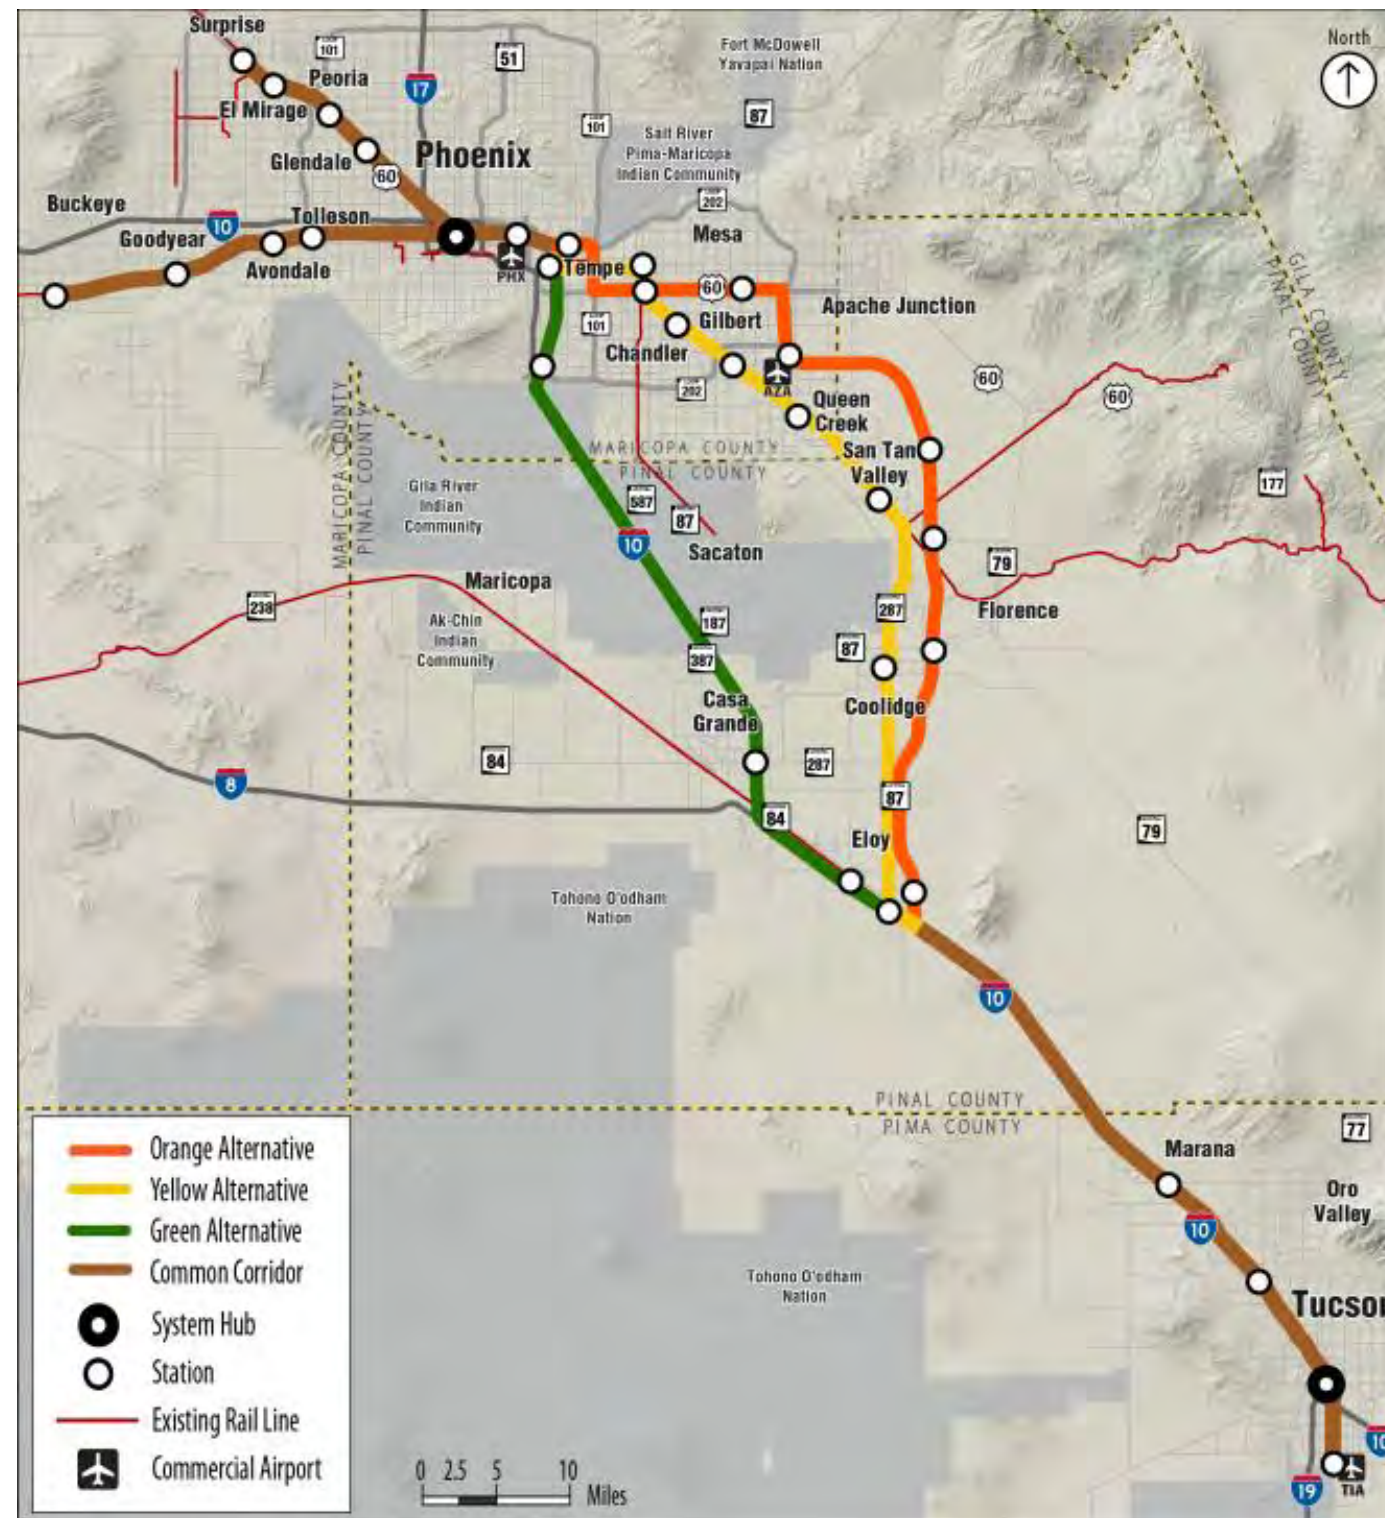 Surprise
LOOP
101
51
Fort McDowell
Yavapai Nation
North
Peoria
17
El Mirage
LOOP
101
87
Salt River
Pima-Maricopa
Indian Community
Glendale
60
Phoenix
Buckeye
10
Tolleson
LOOP
202
Goodyear
Avondale
Mesa
PHX
Tempe
GILA COUNTY
PINAL COUNTY
60
Apache Junction
LOOP
101
Gilbert
Chandler
LOOP
202
AZA
60
60
Queen
Creek
MARICOPA COUNTY
PINAL COUNTY
MARICOPA COUNTY
PINAL COUNTY
San Tan
Valley
Gila River
Indian
Community
587
87
177
10
Sacaton
79
Maricopa
238
287
Florence
Ak-Chin
Indian
Community
187
387
87
Casa
Grande
Coolidge
84
287
8
87
84
Eloy
79
Tohono O'odham
Nation
10
PINAL COUNTY
PIMA COUNTY
77
Marana
Oro
Valley
10
Tohono O'odham
Nation
Tucson
10
19
TIA
Orange Alternative
Yellow Alternative
Green Alternative
Common Corridor
System Hub
Station
Existing Rail Line
Commercial Airport
0 2.5 5 10
Miles